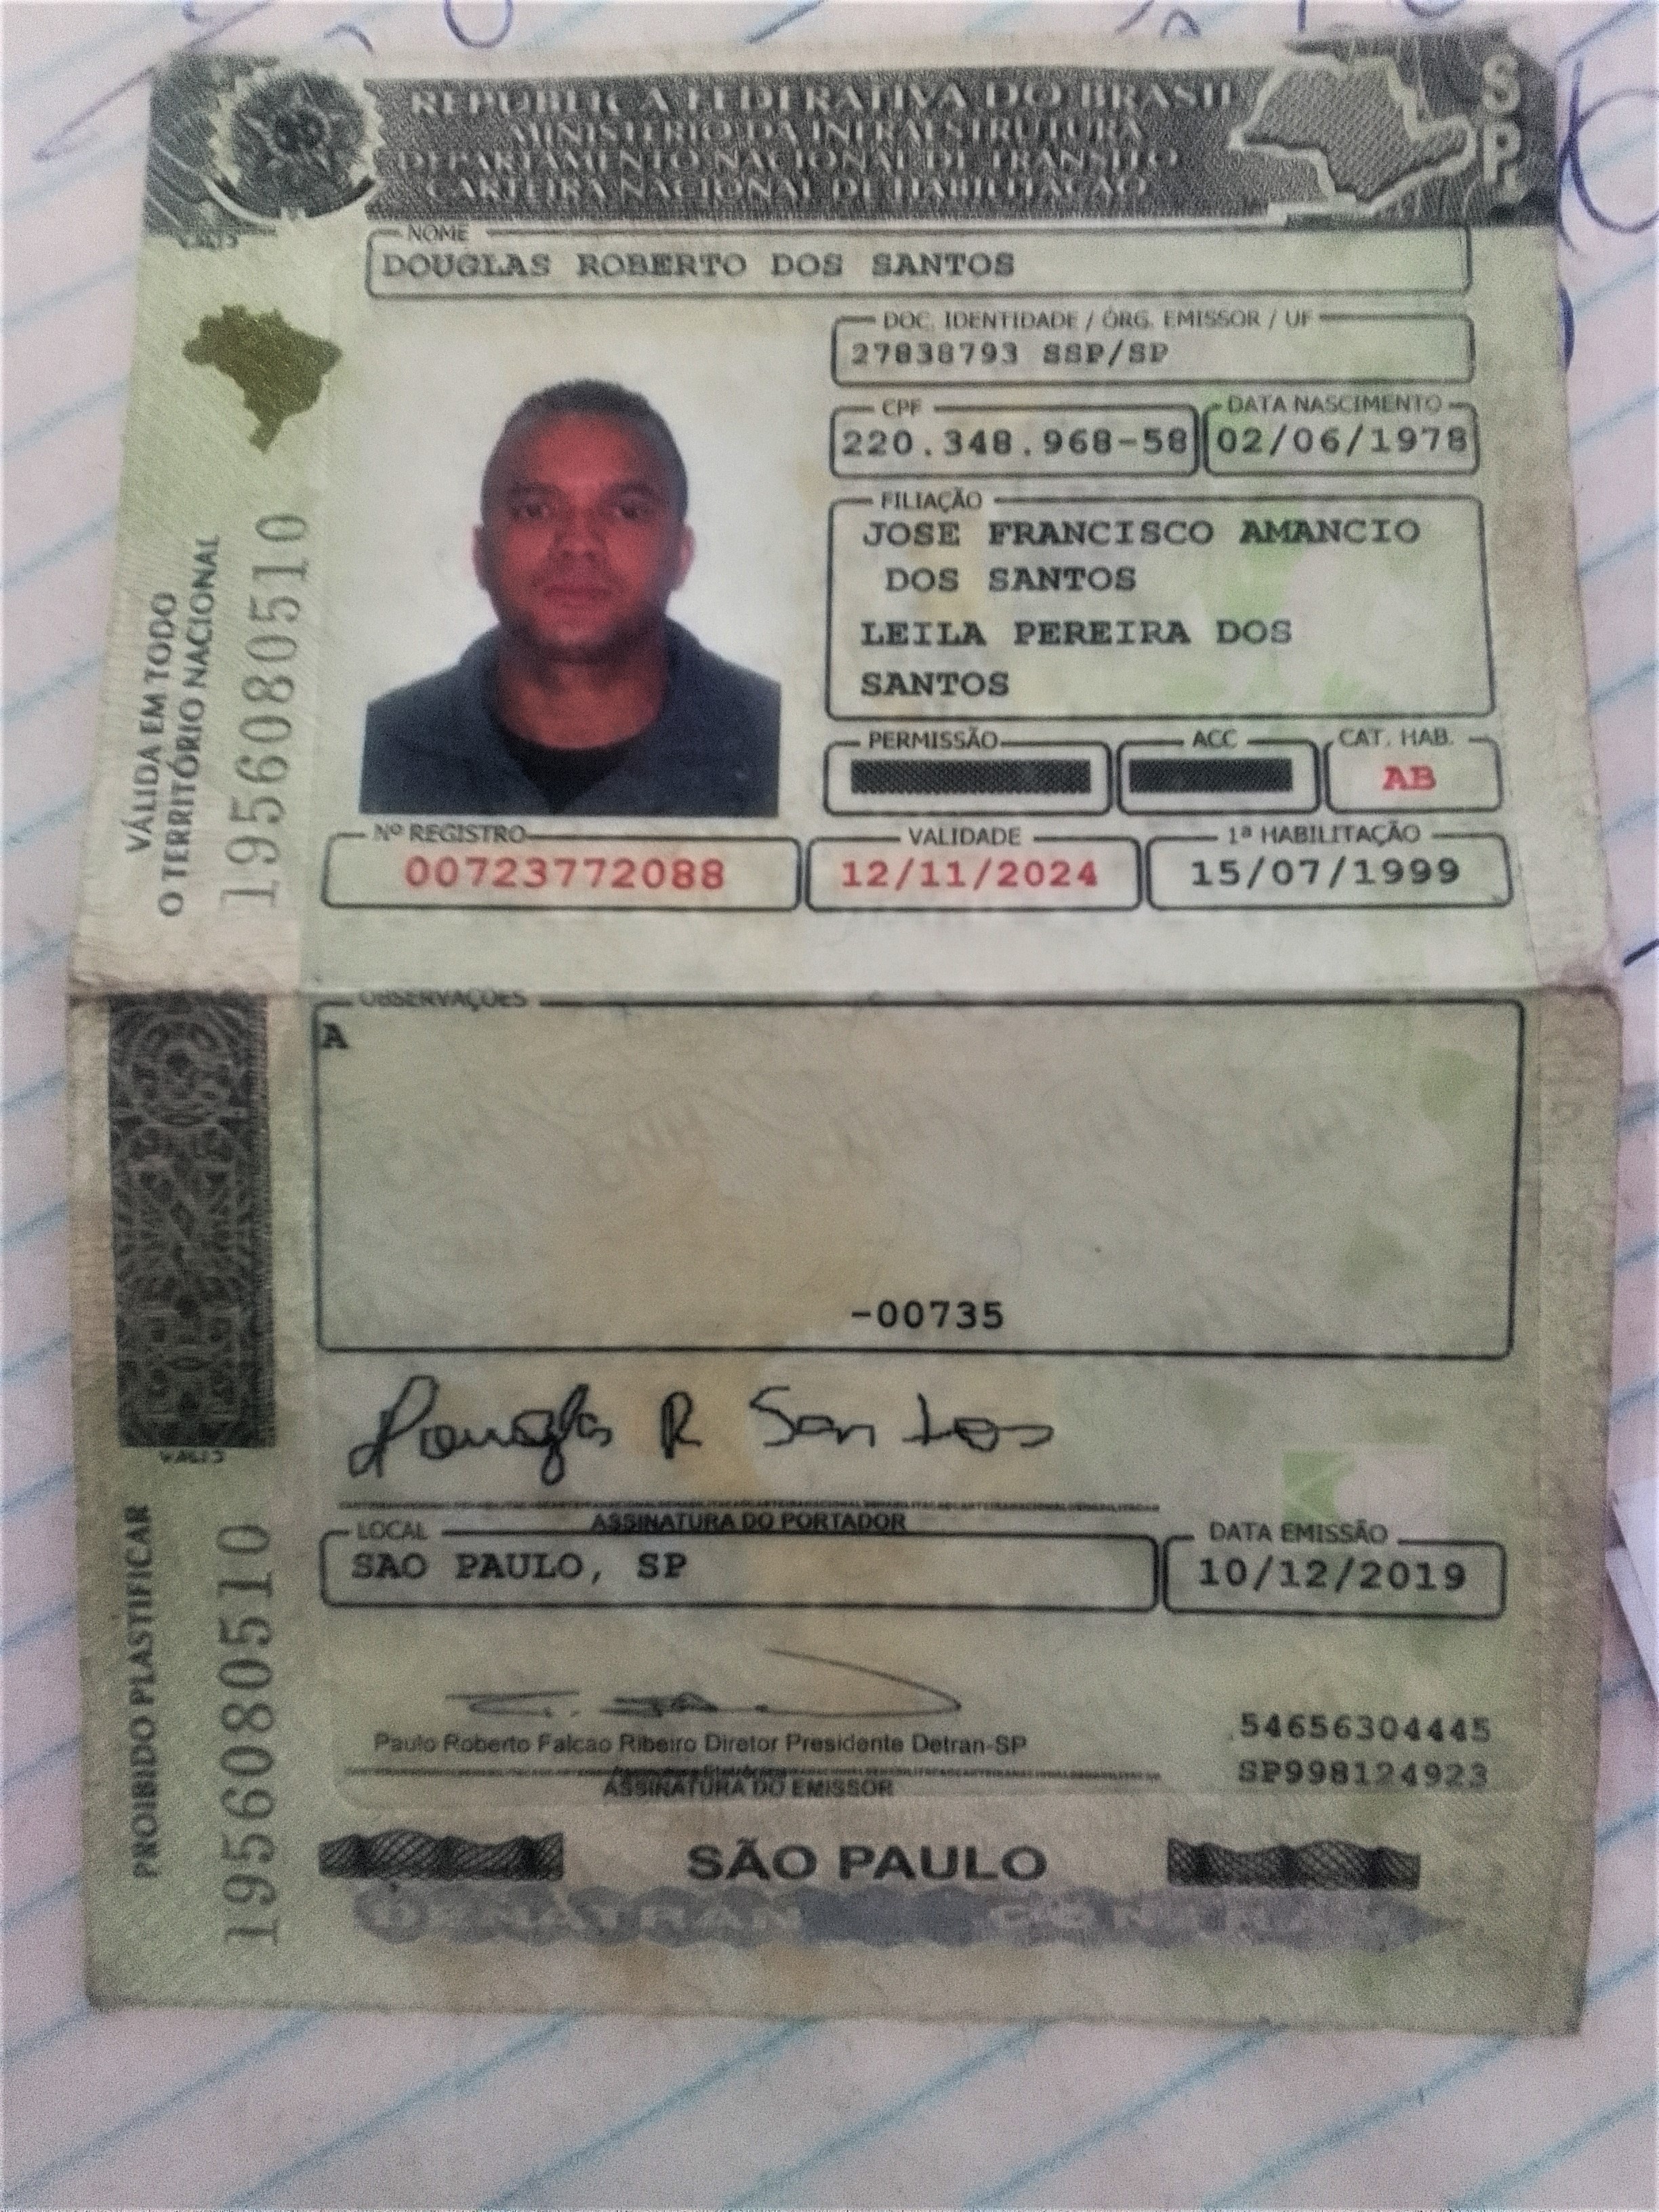 REPÚBLICA FEDERATIVA DO BRASIL
MINISTÉRIO DA INFRAESTRUTURA
DEPARTAMENTO NACIONAL DE TRÂNSITO
CARTEIRA NACIONAL DE HABILITAÇÃO
SP
NOME
DOUGLAS ROBERTO DOS SANTOS
DOC. IDENTIDADE / ÓRG. EMISSOR / UF
27838793 SSP/SP
CPF
220.348.968-58
DATA NASCIMENTO
02/06/1978
FILIAÇÃO
JOSE FRANCISCO AMANCIO
DOS SANTOS
LEILA PEREIRA DOS
SANTOS
PERMISSÃO
ACC
CAT. HAB.
AB
Nº REGISTRO
00723772088
VALIDADE
12/11/2024
1ª HABILITAÇÃO
15/07/1999
VÁLIDA EM TODO
O TERRITÓRIO NACIONAL
1956080510
OBSERVAÇÕES
A
-00735
Douglas R Santos
ASSINATURA DO PORTADOR
LOCAL
SAO PAULO, SP
DATA EMISSÃO
10/12/2019
Paulo Roberto Falcao Ribeiro Diretor Presidente Detran-SP
ASSINATURA DO EMISSOR
54656304445
SP998124923
PROIBIDO PLASTIFICAR
1956080510
SÃO PAULO
DENATRAN CONTRAN